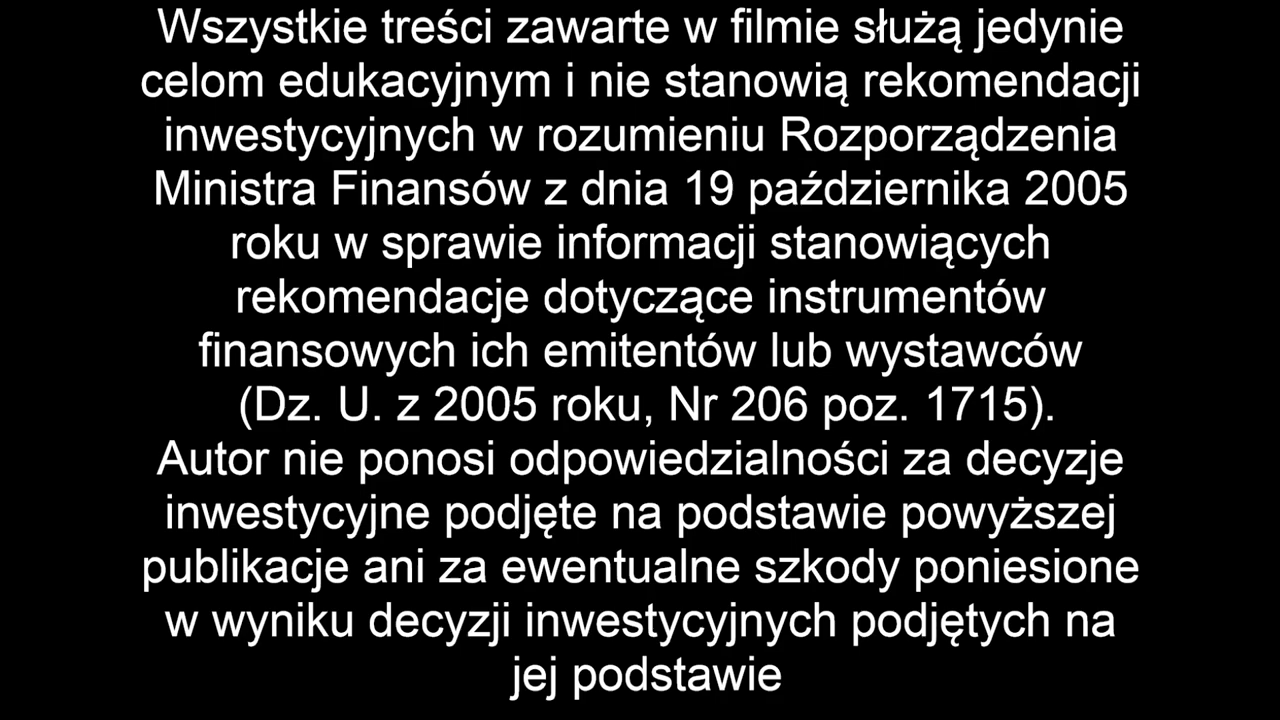 Wszystkie treści zawarte w filmie służą jedynie
celom edukacyjnym i nie stanowią rekomendacji
inwestycyjnych w rozumieniu Rozporządzenia
Ministra Finansów z dnia 19 października 2005
roku w sprawie informacji stanowiących
rekomendacje dotyczące instrumentów
finansowych ich emitentów lub wystawców
(Dz. U. z 2005 roku, Nr 206 poz. 1715).
Autor nie ponosi odpowiedzialności za decyzje
inwestycyjne podjęte na podstawie powyższej
publikacje ani za ewentualne szkody poniesione
w wyniku decyzji inwestycyjnych podjętych na
jej podstawie